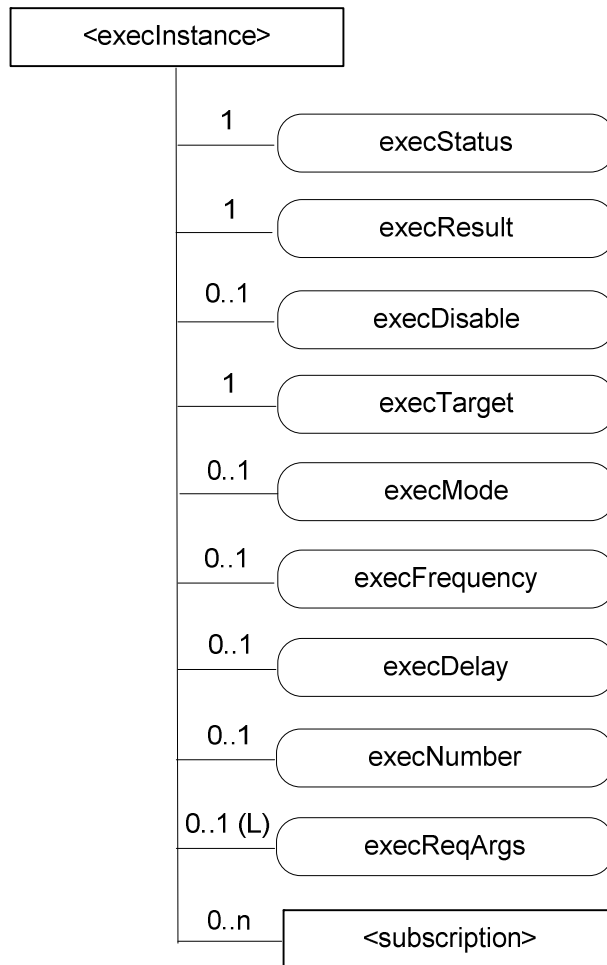 <execInstance>
1
execStatus
1
execResult
0..1
execDisable
1
execTarget
0..1
execMode
0..1
execFrequency
0..1
execDelay
0..1
execNumber
0..1 (L)
execReqArgs
0..n
<subscription>